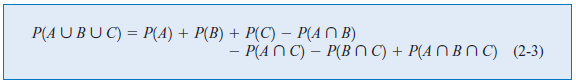 P(A ∪ B ∪ C) = P(A) + P(B) + P(C) − P(A ∩ B)
− P(A ∩ C) − P(B ∩ C) + P(A ∩ B ∩ C) (2-3)